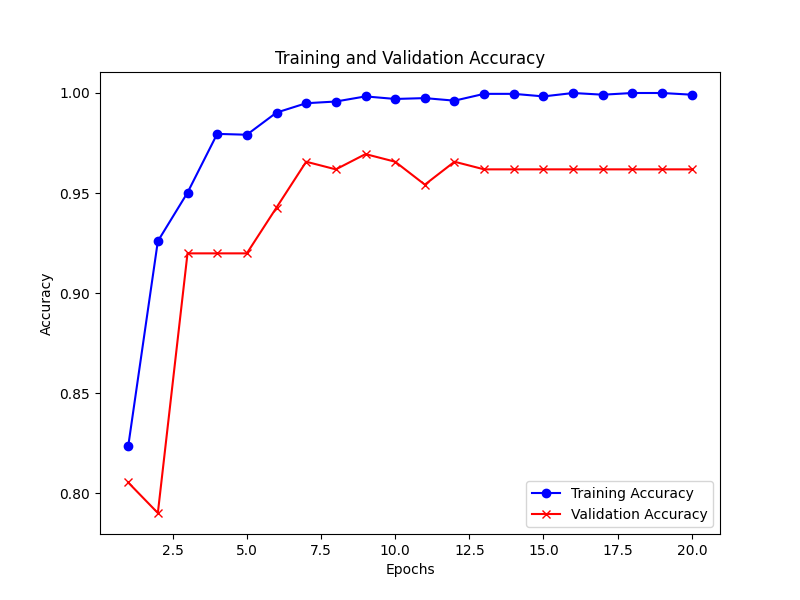 Training and Validation Accuracy
1.00
0.95
0.90
0.85
0.80
Accuracy
Training Accuracy
Validation Accuracy
2.5 5.0 7.5 10.0 12.5 15.0 17.5 20.0
Epochs